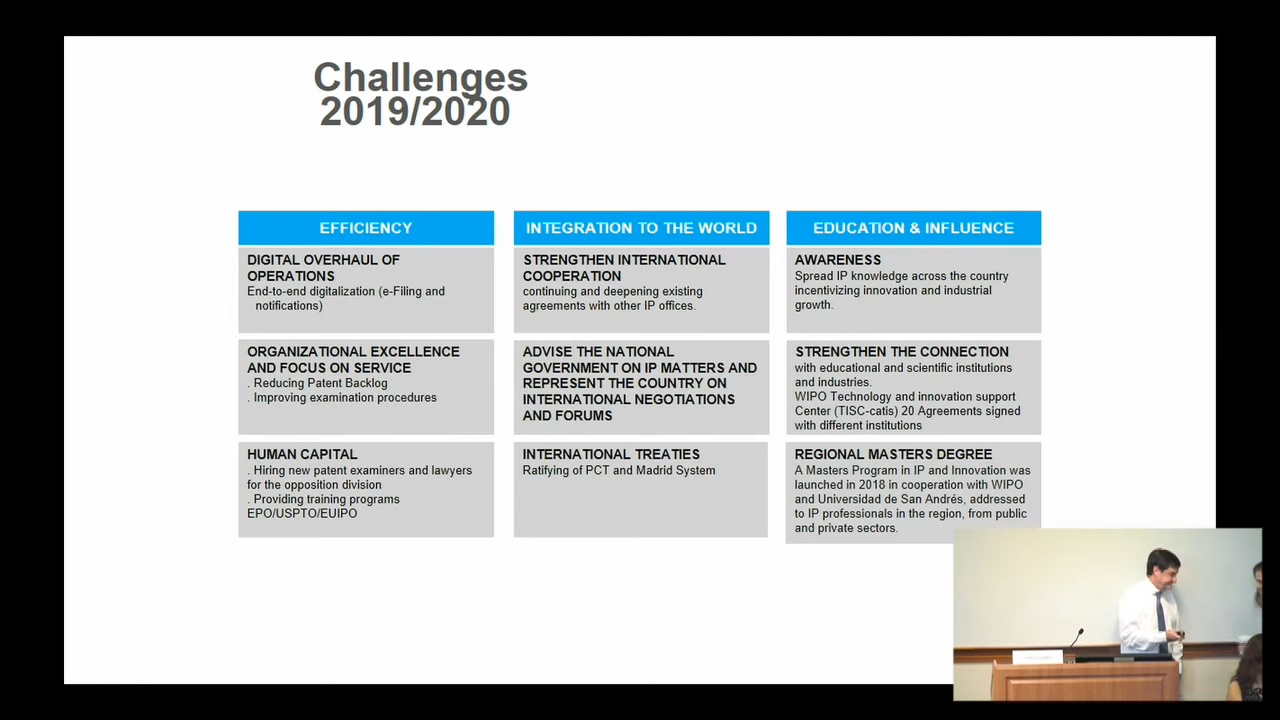 Challenges
2019/2020
EFFICIENCY
DIGITAL OVERHAUL OF
OPERATIONS
End-to-end digitalization (e-Filing and
notifications)
ORGANIZATIONAL EXCELLENCE
AND FOCUS ON SERVICE
. Reducing Patent Backlog
. Improving examination procedures
HUMAN CAPITAL
. Hiring new patent examiners and lawyers
for the opposition division
. Providing training programs
EPO/USPTO/EUIPO
INTEGRATION TO THE WORLD
STRENGTHEN INTERNATIONAL
COOPERATION
continuing and deepening existing
agreements with other IP offices.
ADVISE THE NATIONAL
GOVERNMENT ON IP MATTERS AND
REPRESENT THE COUNTRY ON
INTERNATIONAL NEGOTIATIONS
AND FORUMS
INTERNATIONAL TREATIES
Ratifying of PCT and Madrid System
EDUCATION & INFLUENCE
AWARENESS
Spread IP knowledge across the country
incentivizing innovation and industrial
growth.
STRENGTHEN THE CONNECTION
with educational and scientific institutions
and industries.
WIPO Technology and innovation support
Center (TISC-catis) 20 Agreements signed
with different institutions
REGIONAL MASTERS DEGREE
A Masters Program in IP and Innovation was
launched in 2018 in cooperation with WIPO
and Universidad de San Andrés, addressed
to IP professionals in the region, from public
and private sectors.